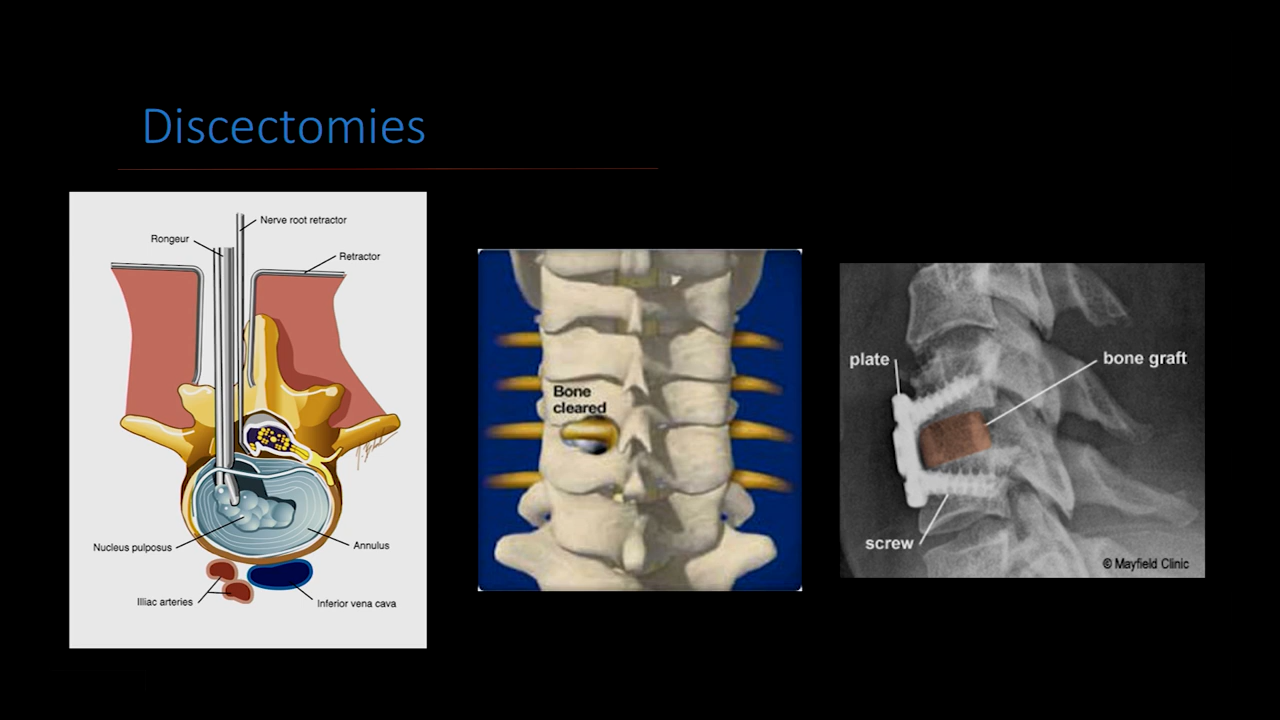 Discectomies
Nerve root retractor
Rongeur
Retractor
Nucleus pulposus
Annulus
Illiac arteries
Inferior vena cava
Bone
cleared
plate
bone graft
screw
© Mayfield Clinic